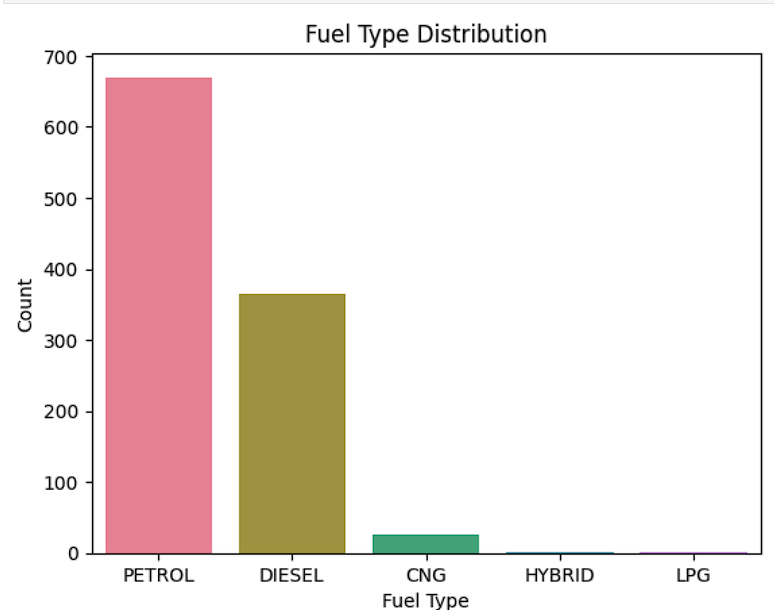 Fuel Type Distribution
700
600
500
400
300
200
100
0
Count
PETROL DIESEL CNG HYBRID LPG
Fuel Type